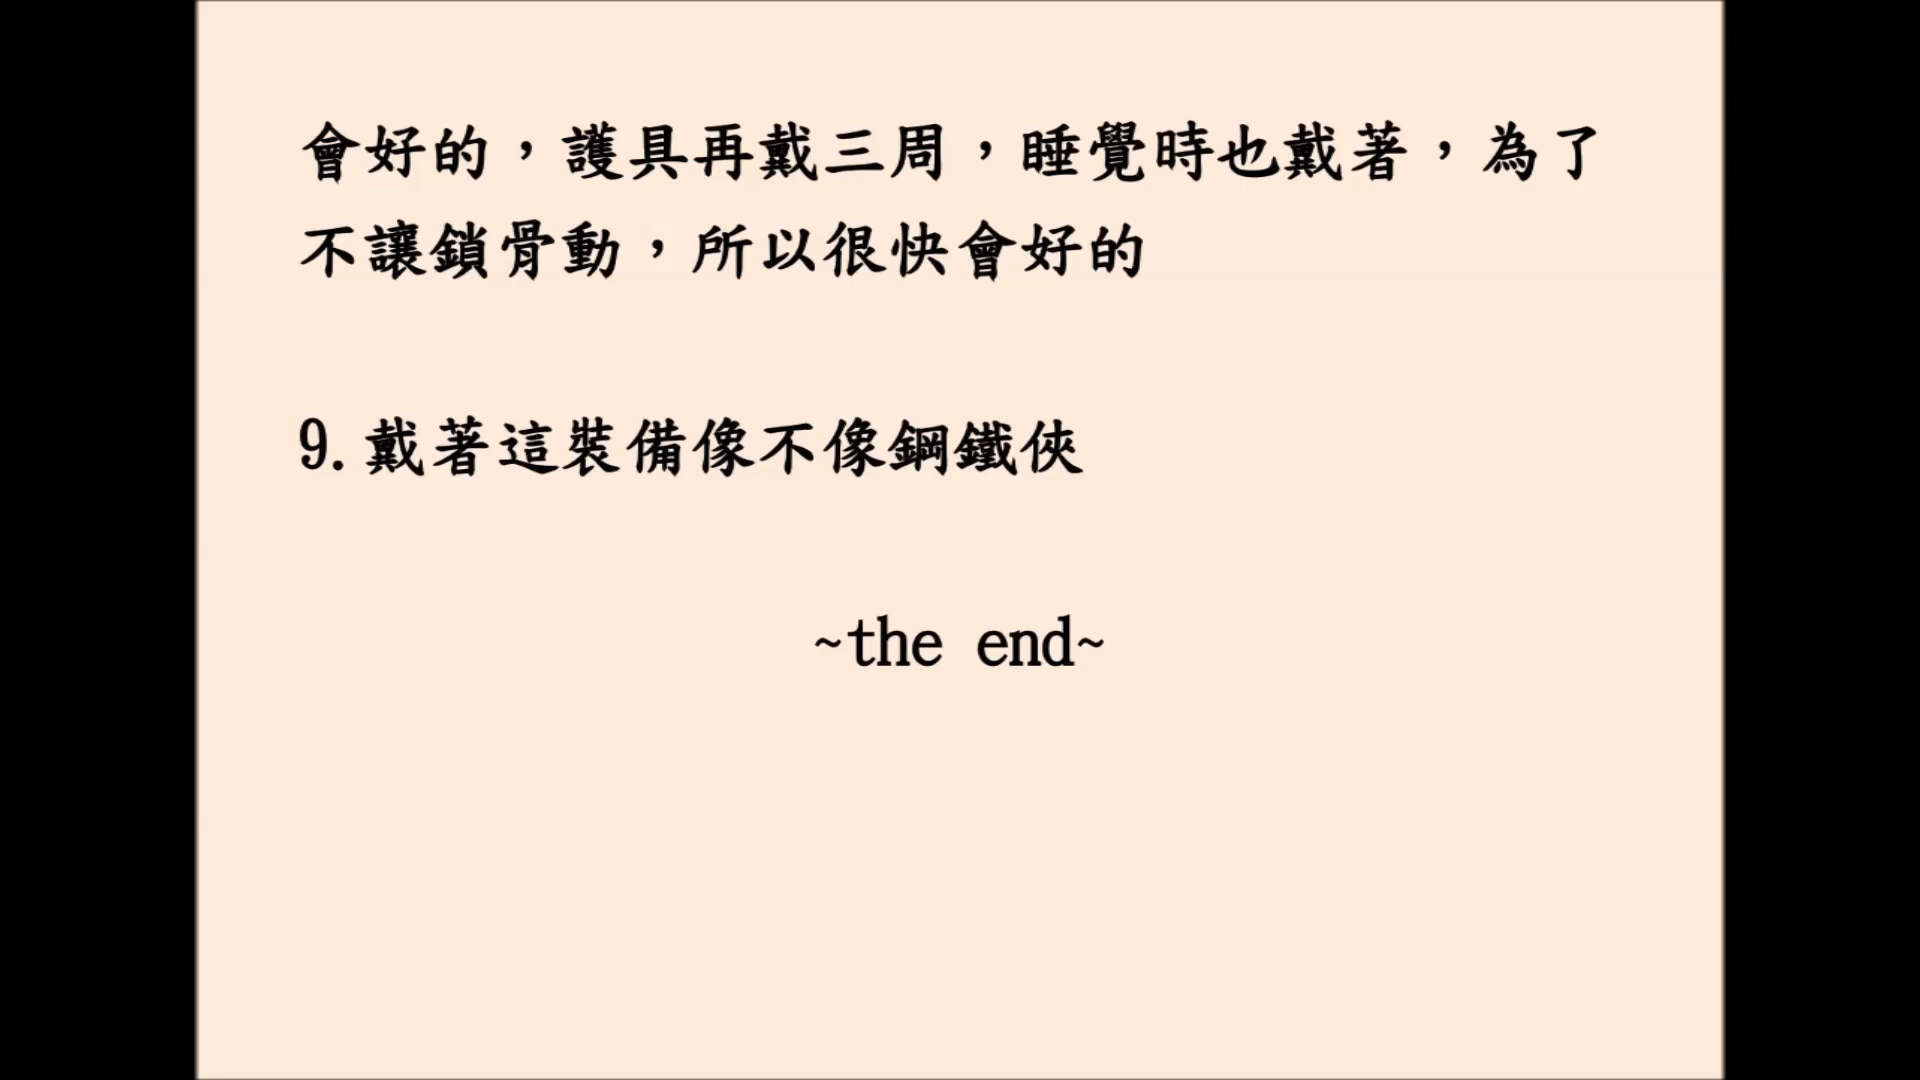 會好的，護具再戴三周，睡覺時也戴著，為了
不讓鎖骨動，所以很快會好的
9.戴著這裝備像不像鋼鐵俠
~the end~